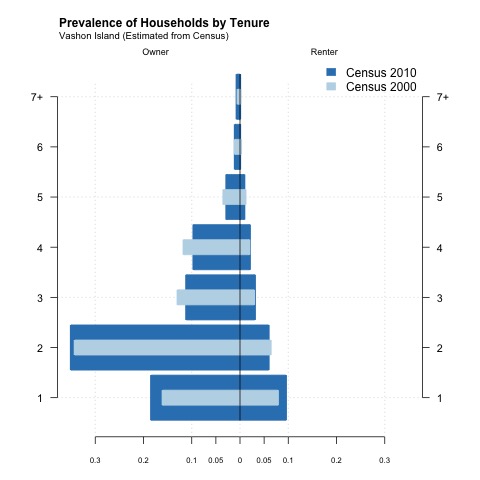 Prevalence of Households by Tenure
Vashon Island (Estimated from Census)
Owner Renter
Census 2010
Census 2000
7+ 7+
6 6
5 5
4 4
3 3
2 2
1 1
0.3 0.2 0.1 0.05 0 0.05 0.1 0.2 0.3